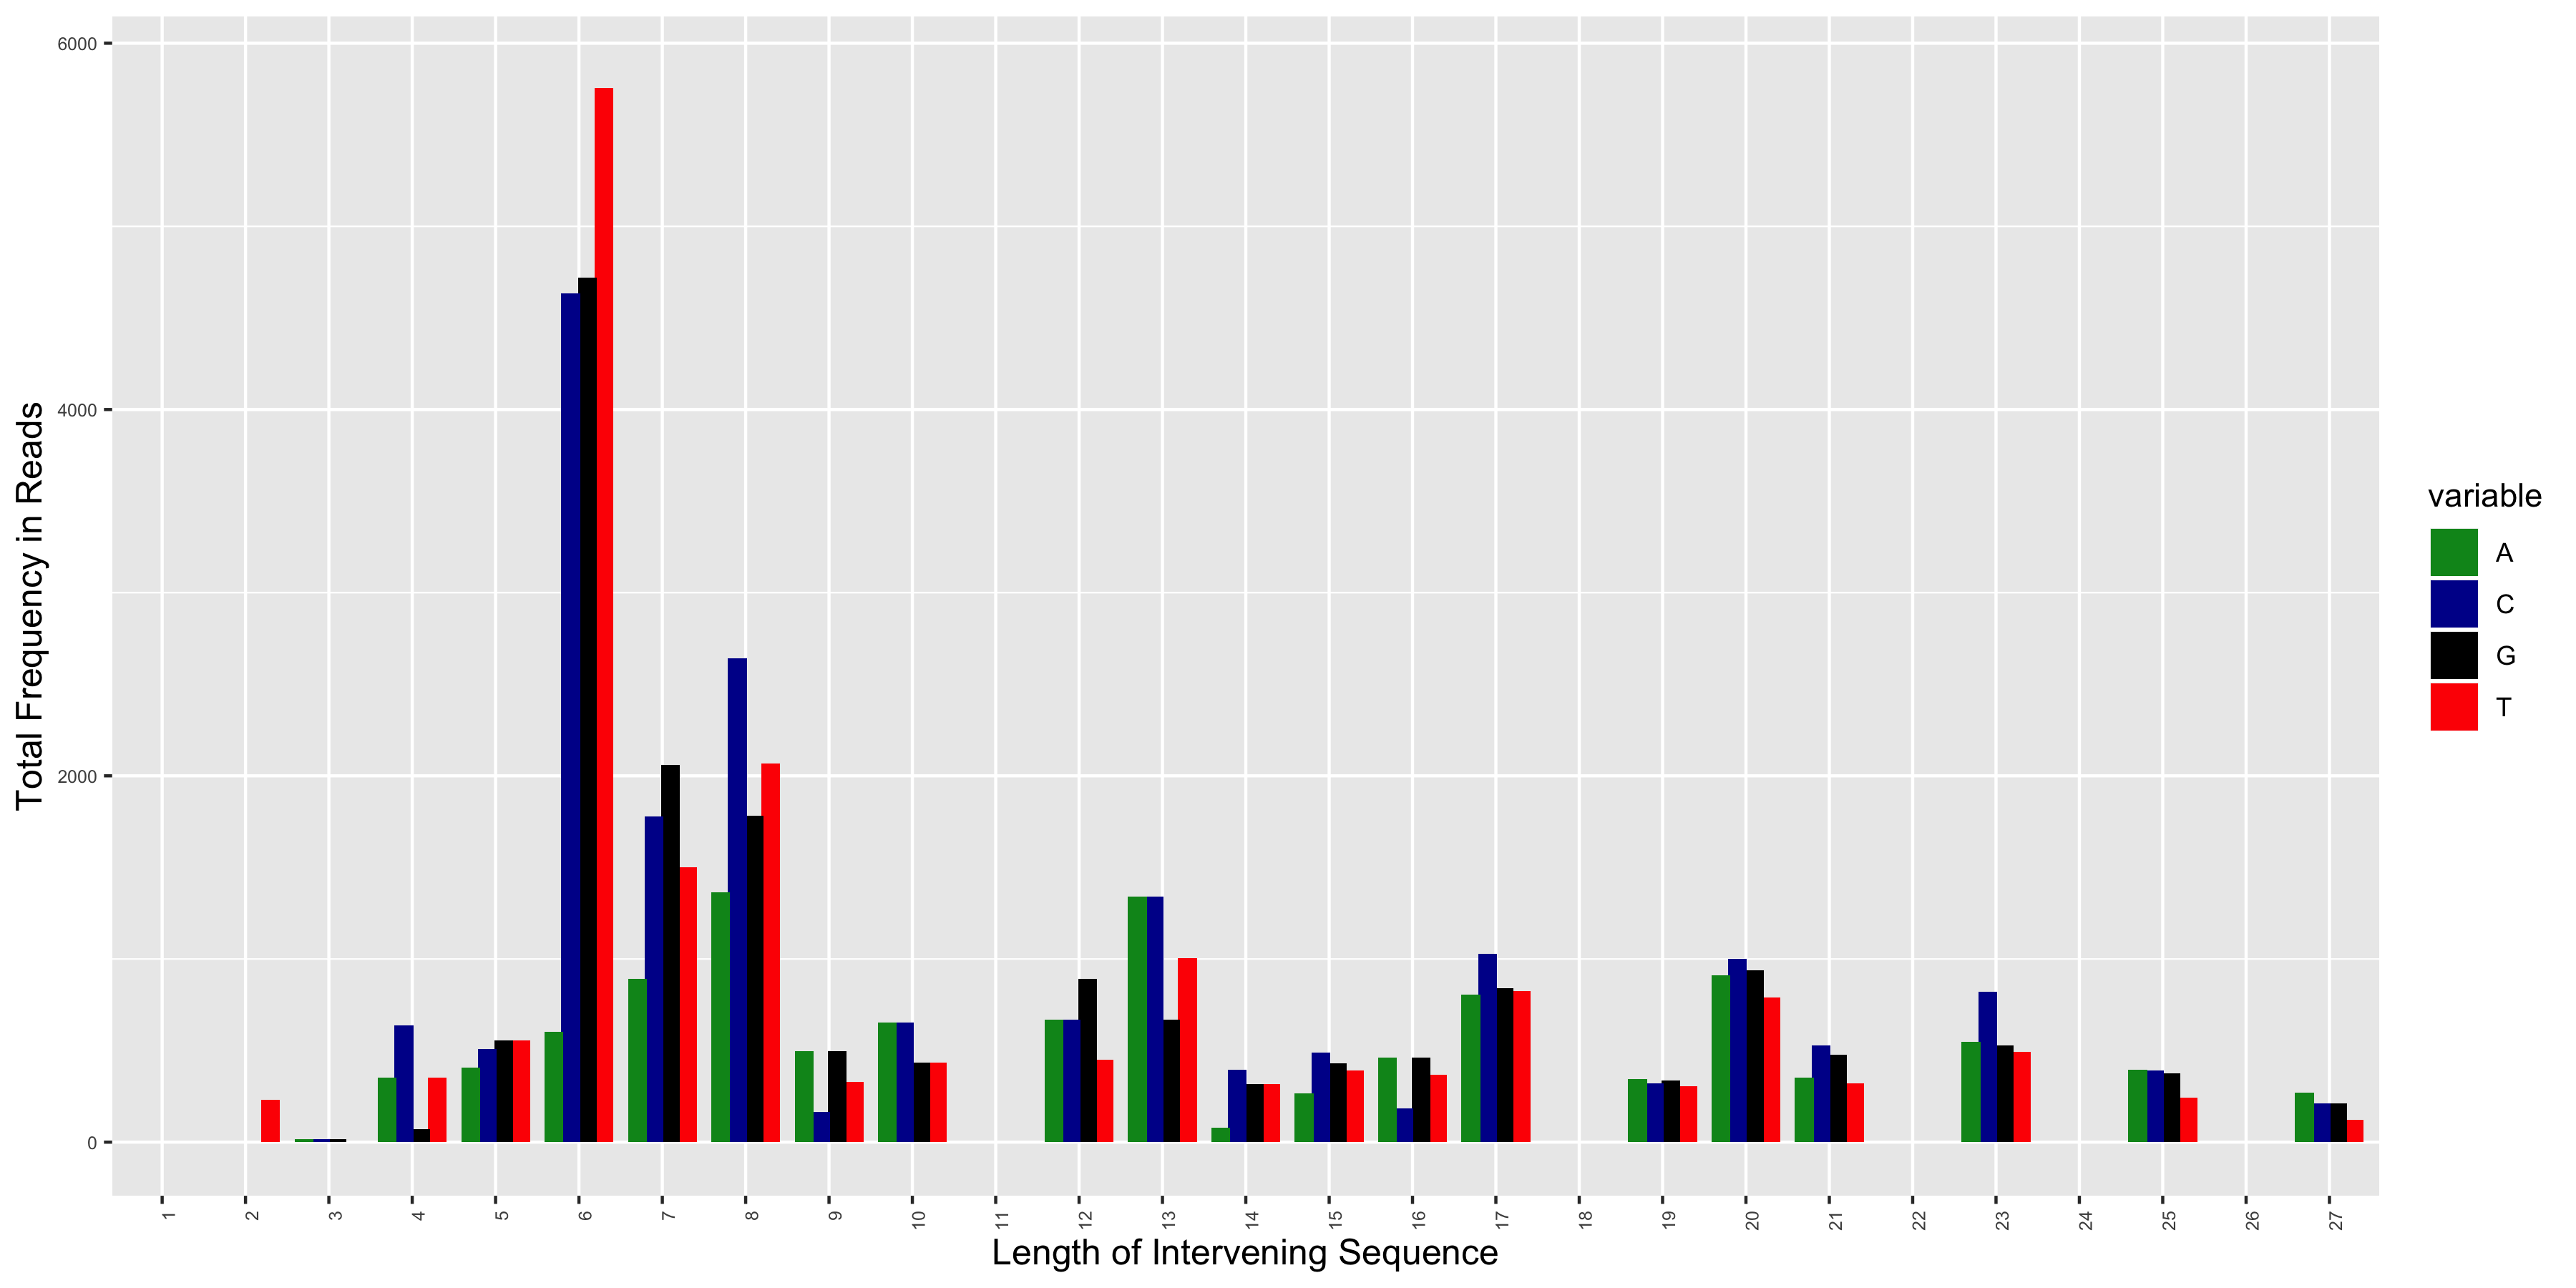 Total Frequency in Reads
6000
4000
2000
0
1 2 3 4 5 6 7 8 9 10 11 12 13 14 15 16 17 18 19 20 21 22 23 24 25 26 27
Length of Intervening Sequence
variable
A
C
G
T